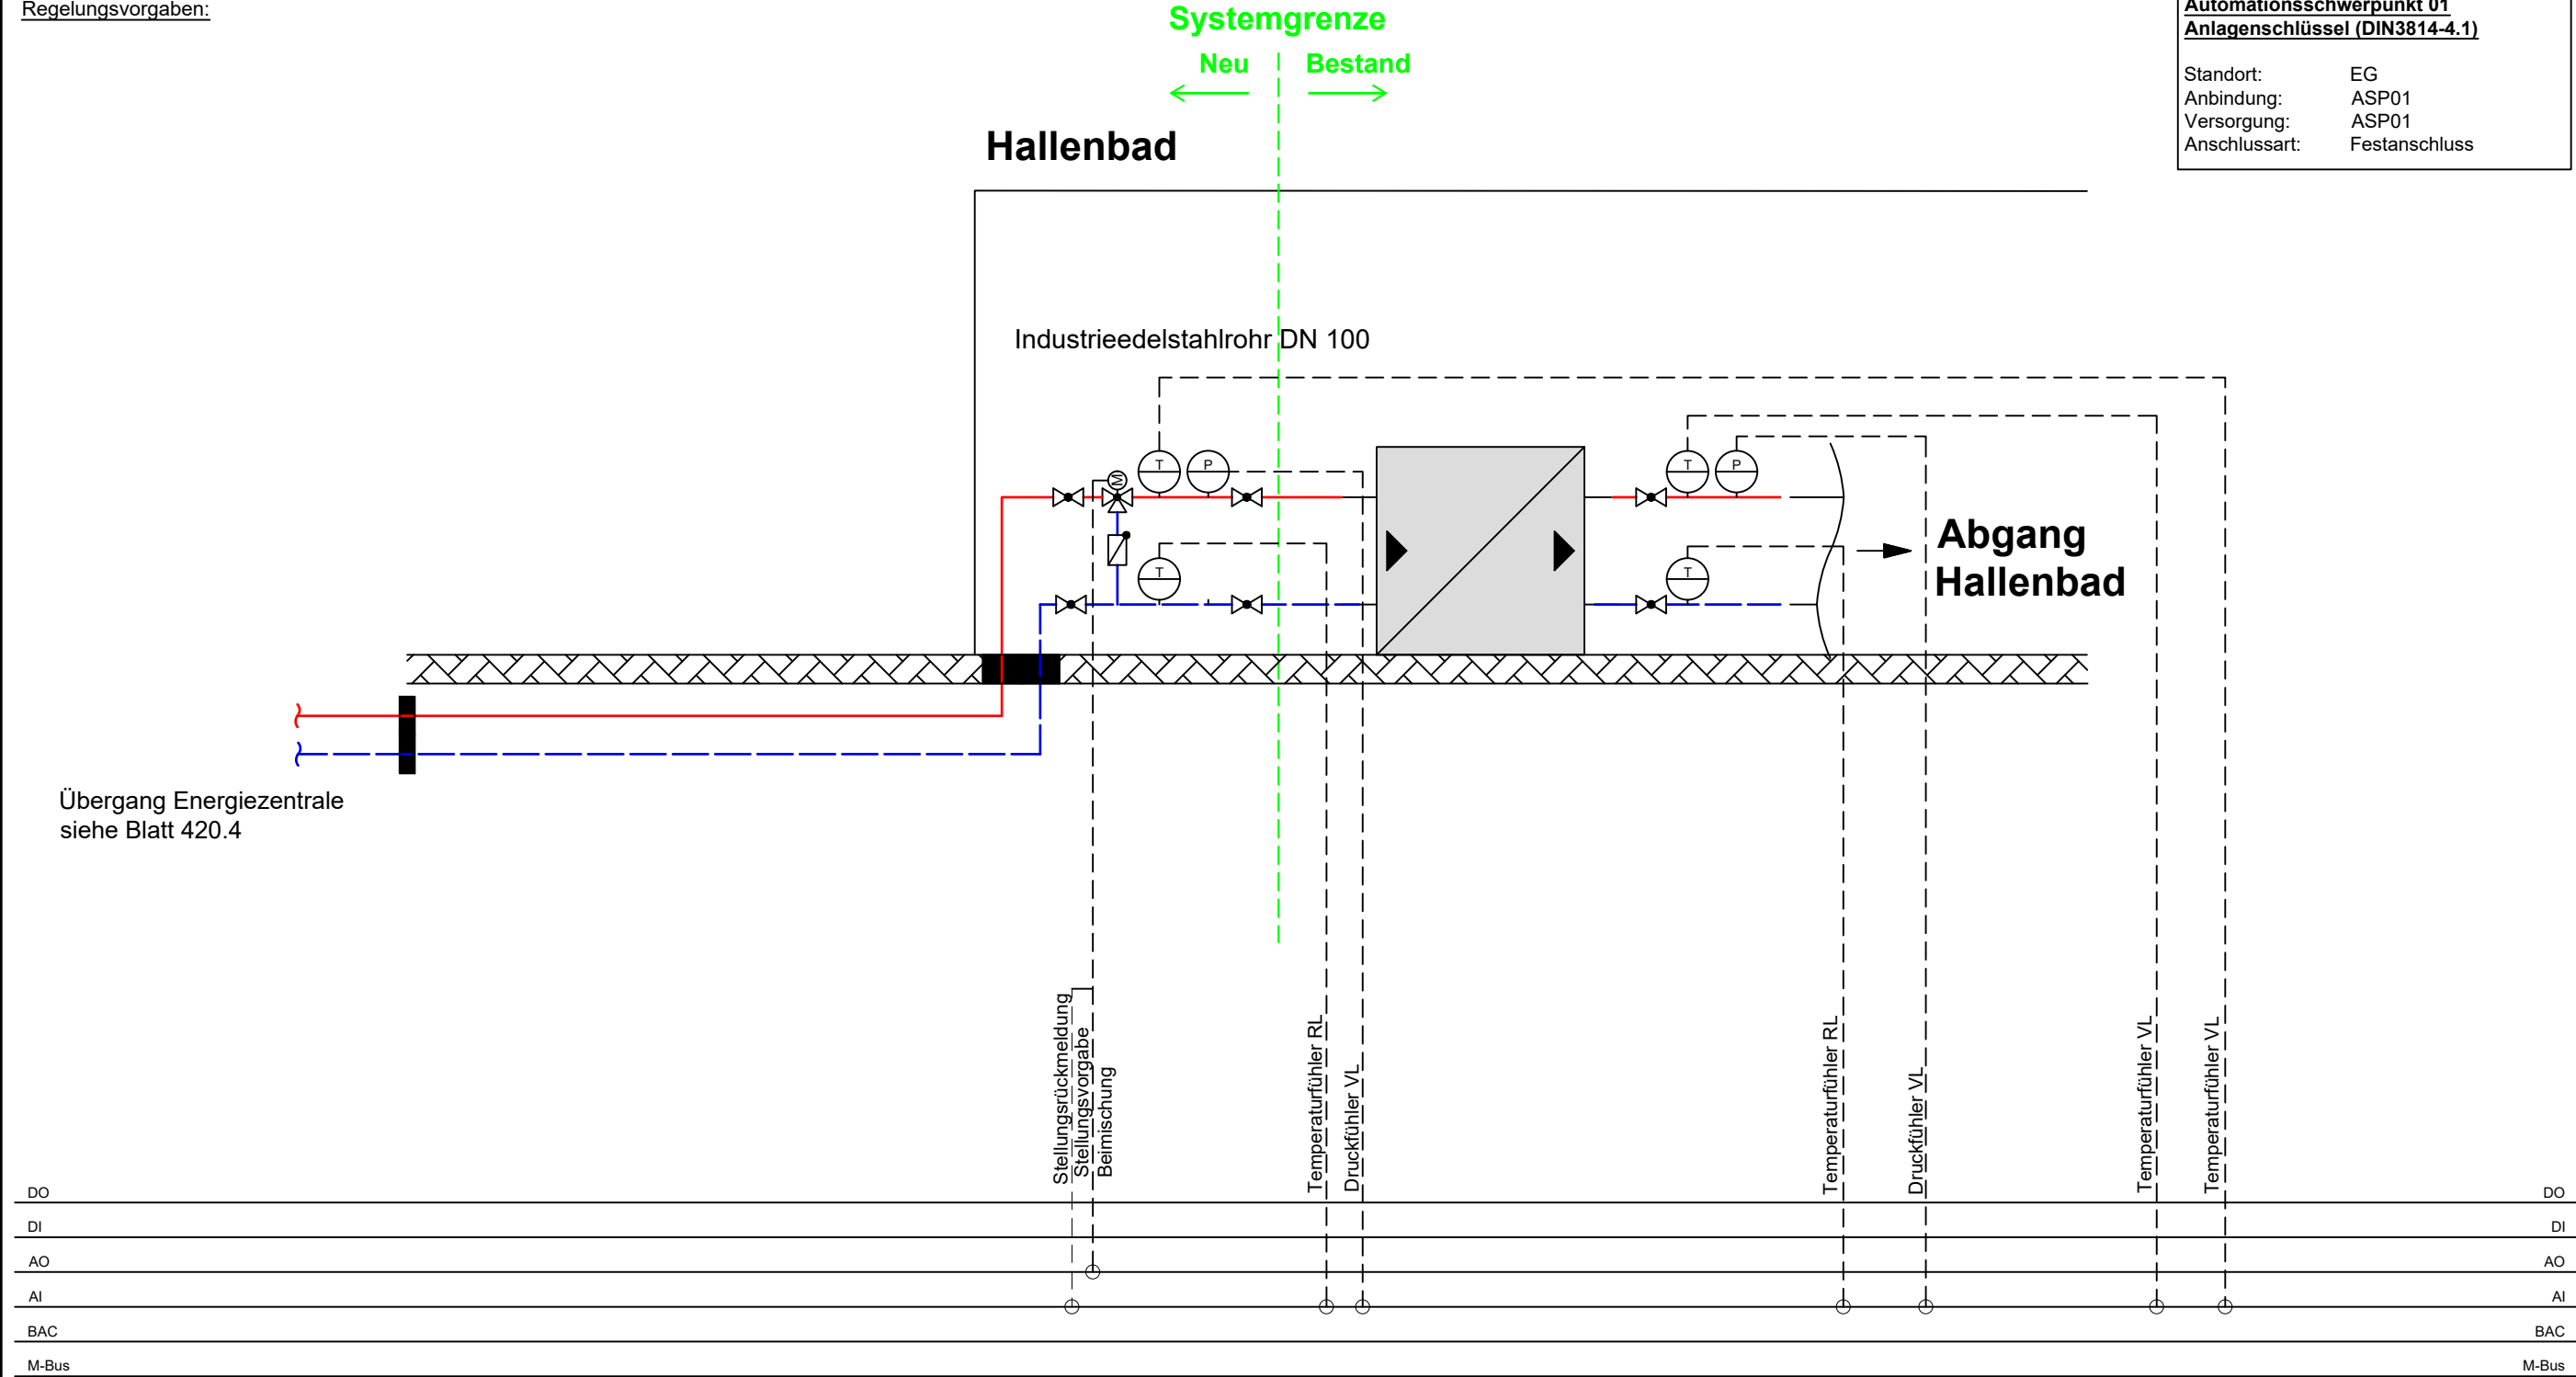 Regelungsvorgaben:
Systemgrenze
Neu
Bestand
Automationsschwerpunkt 01
Anlagenschlüssel (DIN3814-4.1)
Standort: EG
Anbindung: ASP01
Versorgung: ASP01
Anschlussart: Festanschluss
Hallenbad
Industrieedelstahlrohr DN 100
M
T
P
T
P
T
T
Abgang
Hallenbad
Übergang Energiezentrale
siehe Blatt 420.4
Stellungsrückmeldung
Stellungsvorgabe
Beimischung
Temperaturfühler RL
Druckfühler VL
Temperaturfühler RL
Druckfühler VL
Temperaturfühler VL
Temperaturfühler VL
DO DO
DI DI
AO AO
AI AI
BAC BAC
M-Bus M-Bus